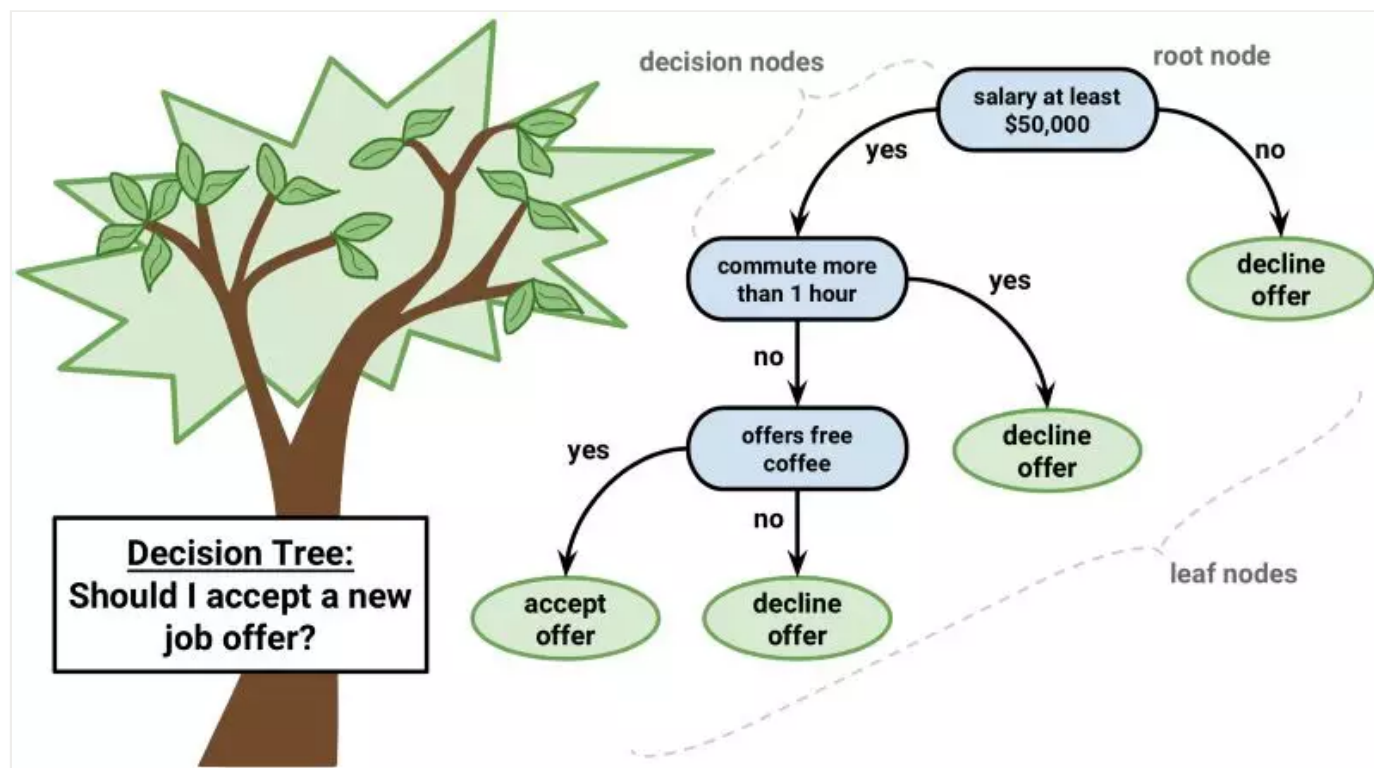 decision nodes
root node
salary at least
$50,000
yes
no
commute more
than 1 hour
yes
decline
offer
no
offers free
coffee
decline
offer
yes
no
accept
offer
decline
offer
leaf nodes
Decision Tree:
Should I accept a new
job offer?